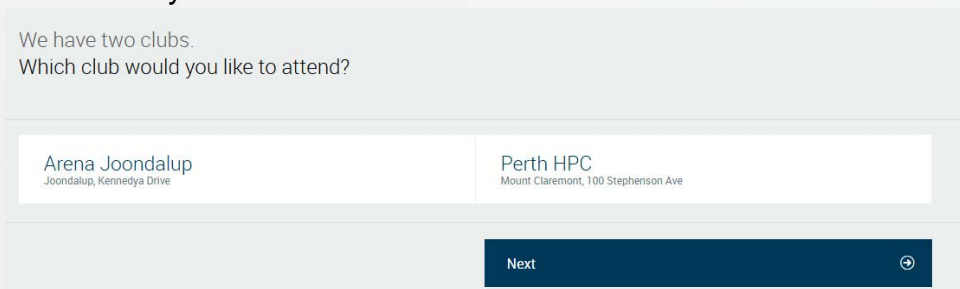 We have two clubs.
Which club would you like to attend?
Arena Joondalup
Joondalup, Kennedya Drive
Perth HPC
Mount Claremont, 100 Stephenson Ave
Next